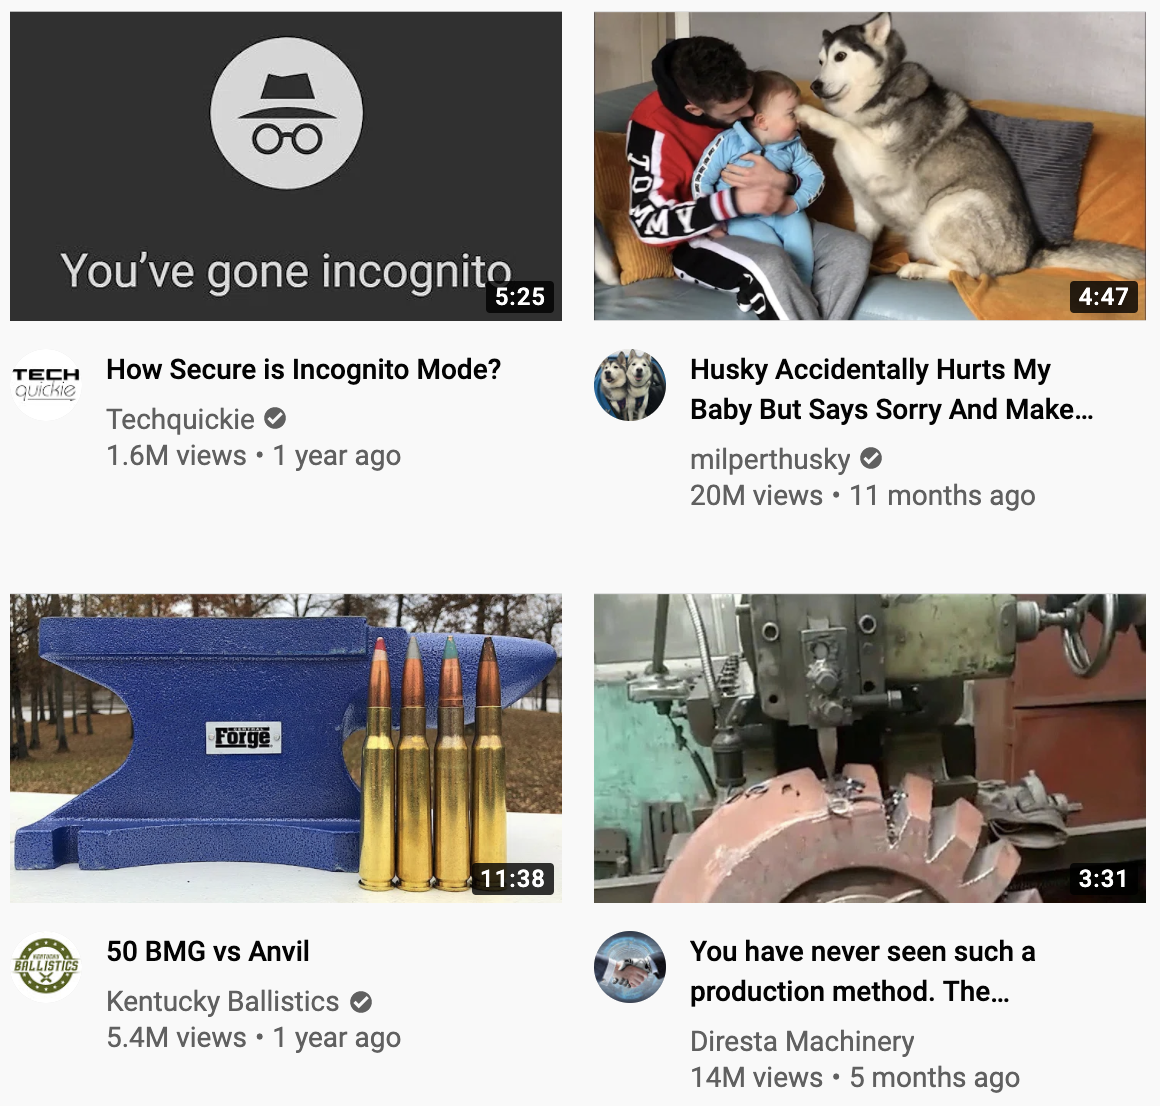 You've gone incognito
5:25
TOMMY
4:47
TECH
quickie
How Secure is Incognito Mode?
Techquickie
1.6M views • 1 year ago
Husky Accidentally Hurts My
Baby But Says Sorry And Make...
milperthusky
20M views • 11 months ago
CENTRAL
Forge
11:38
3:31
KENTUCKY
BALLISTICS
50 BMG vs Anvil
Kentucky Ballistics
5.4M views • 1 year ago
You have never seen such a
production method. The...
Diresta Machinery
14M views • 5 months ago